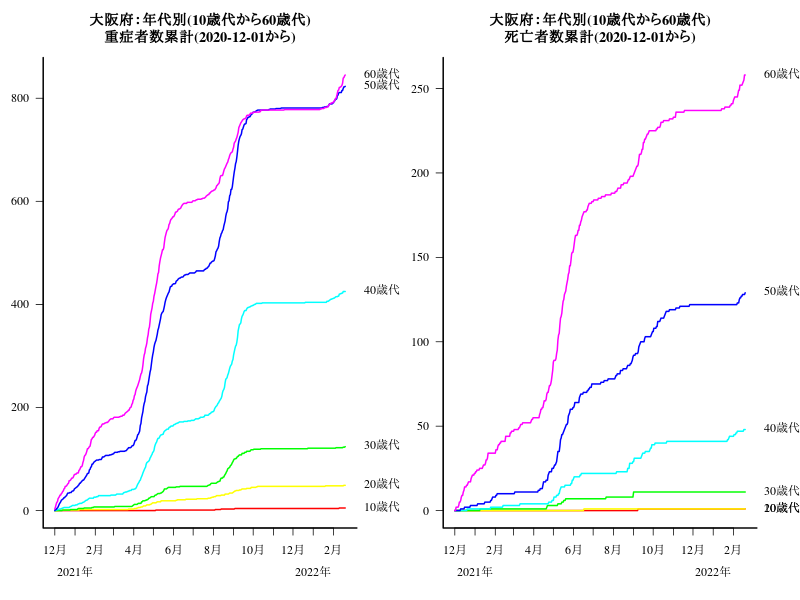 大阪府：年代別(10歳代から60歳代)
重症者数累計(2020-12-01から)
800
600
400
200
0
60歳代
50歳代
40歳代
30歳代
20歳代
10歳代
12月 2月 4月 6月 8月 10月 12月 2月
2021年 2022年
大阪府：年代別(10歳代から60歳代)
死亡者数累計(2020-12-01から)
250
200
150
100
50
0
60歳代
50歳代
40歳代
30歳代
12月 2月 4月 6月 8月 10月 12月 2月
2021年 2022年